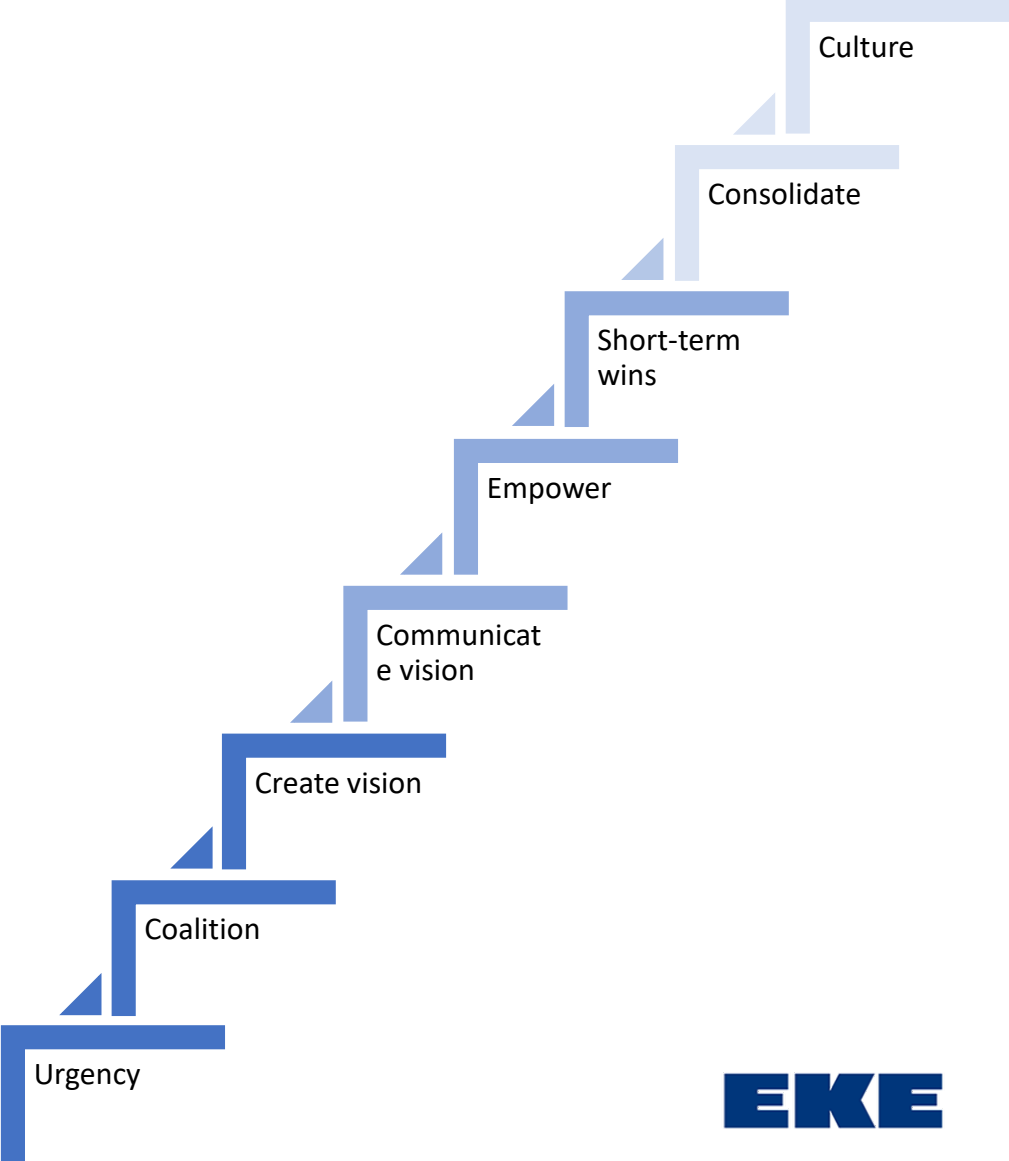 Culture
Consolidate
Short-term
wins
Empower
Communicat
e vision
Create vision
Coalition
Urgency
EKE